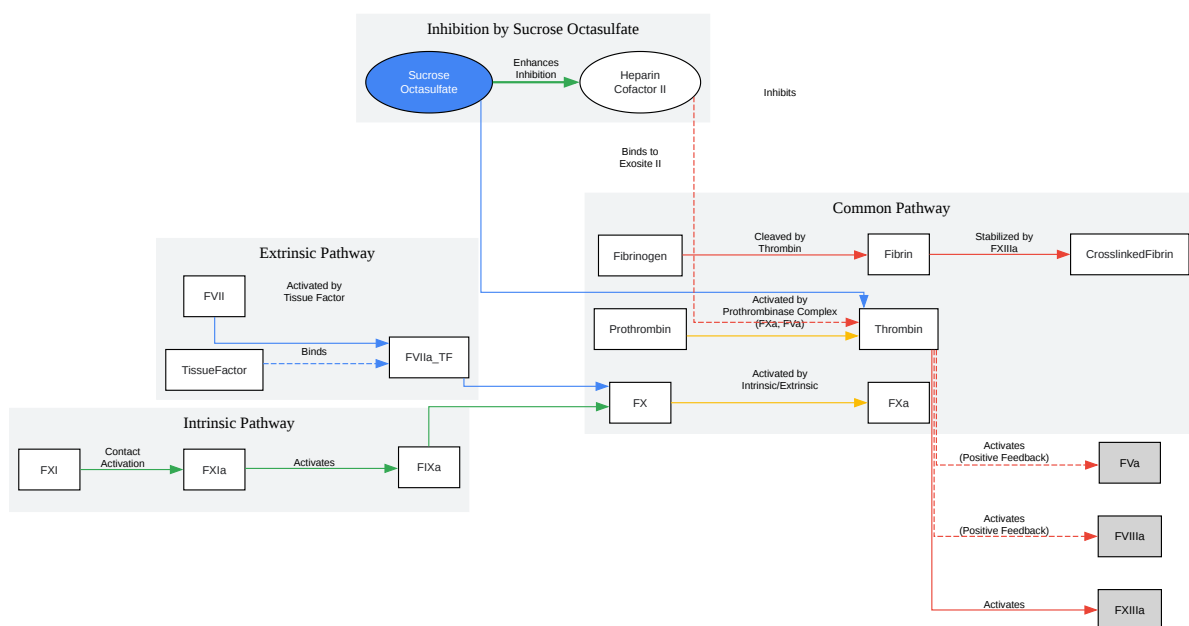 Inhibition by Sucrose Octasulfate
Sucrose
Octasulfate
Enhances
Inhibition
Heparin
Cofactor II
Inhibits
Binds to
Exosite II
Common Pathway
Fibrinogen
Cleaved by
Thrombin
Fibrin
Stabilized by
FXIIIa
CrosslinkedFibrin
Prothrombin
Activated by
Prothrombinase Complex
(FXa, FVa)
Thrombin
FX
Activated by
Intrinsic/Extrinsic
FXa
Extrinsic Pathway
FVII
Activated by
Tissue Factor
TissueFactor
Binds
FVIIa_TF
Intrinsic Pathway
FXI
Contact
Activation
FXIa
Activates
FIXa
Activates
(Positive Feedback)
FVa
Activates
(Positive Feedback)
FVIIIa
Activates
FXIIIa